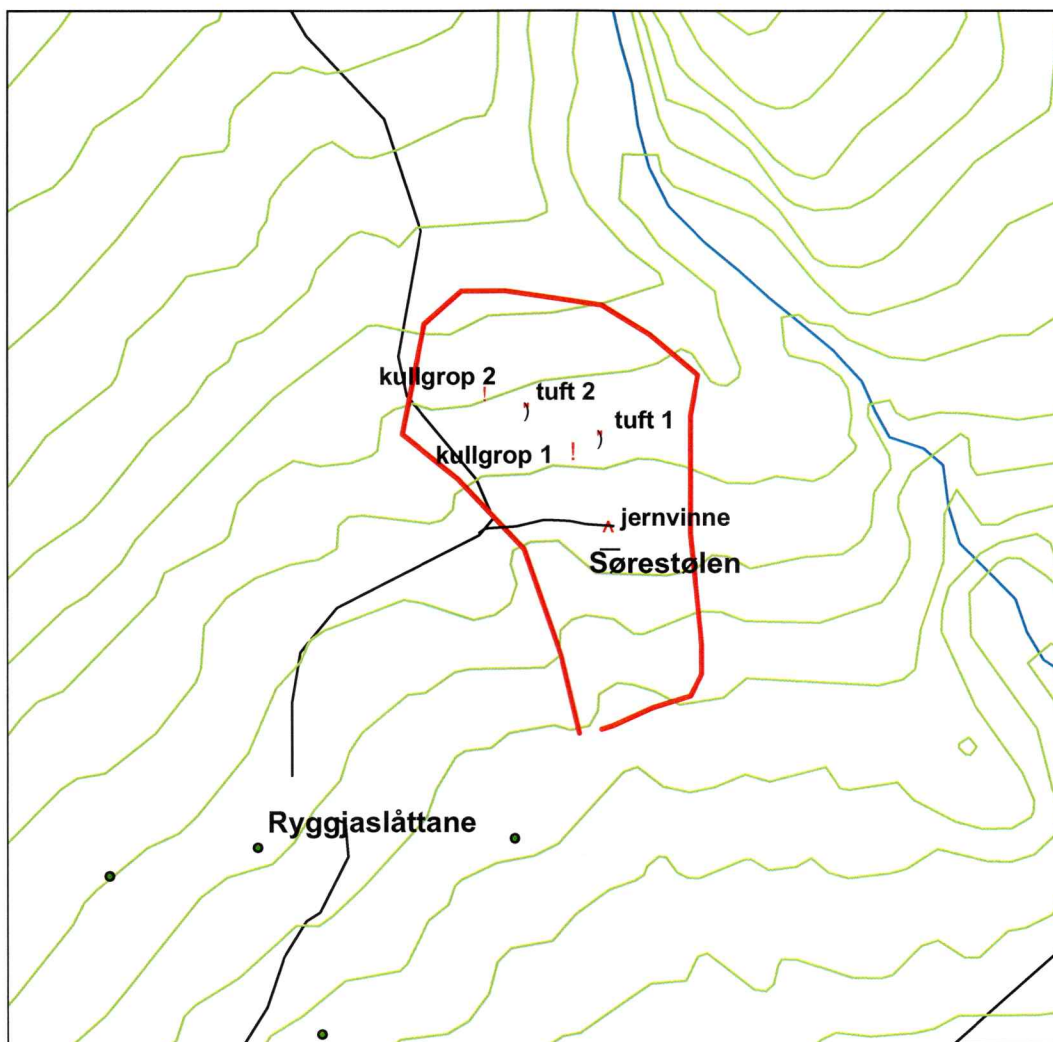 kullgrop 2
tuft 2
tuft 1
kullgrop 1
jernvinne
Sørestølen
Ryggjaslåttane